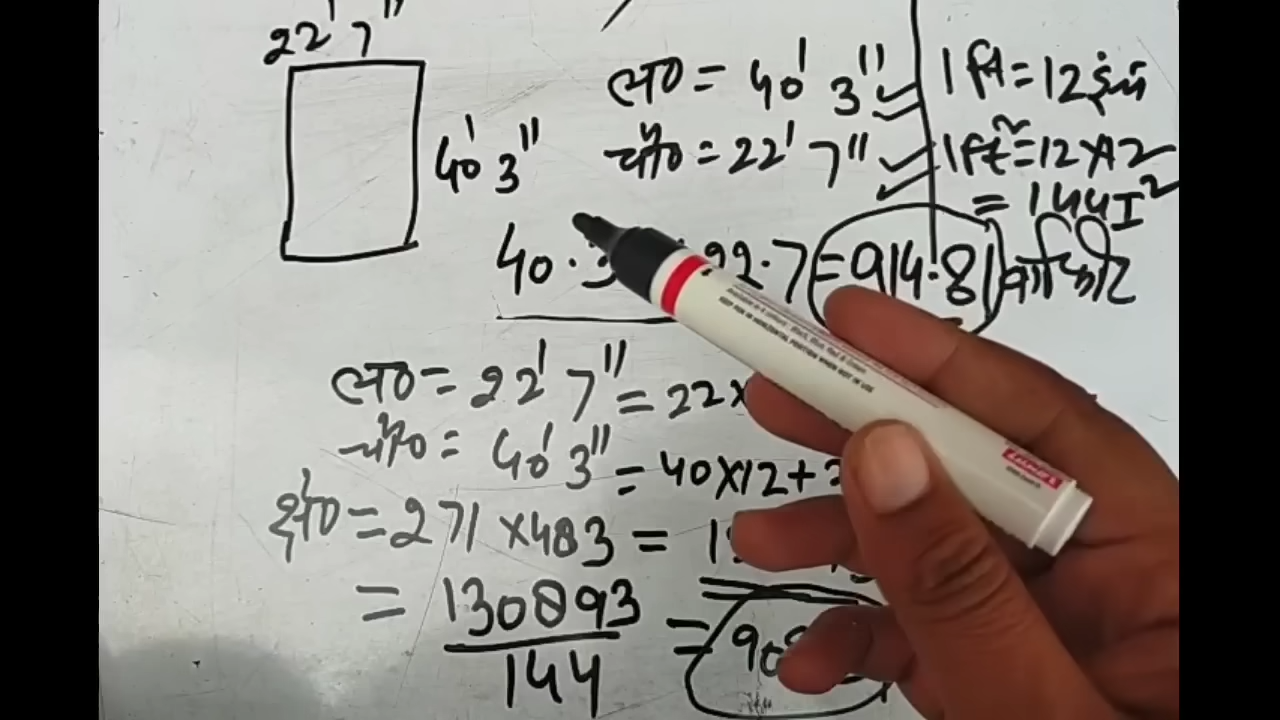 22' 7"
40' 3"
ल० = 40' 3"
चौ० = 22' 7"
1 ft = 12 इंच
1 ft² = 12 x 12
= 144 I²
40.3 22.7 = 914.81 वर्ग फीट
ल० = 22' 7" = 22 x
चौ० = 40' 3" = 40 x 12 +
क्षे० = 271 x 483 =
= 130893
144
=